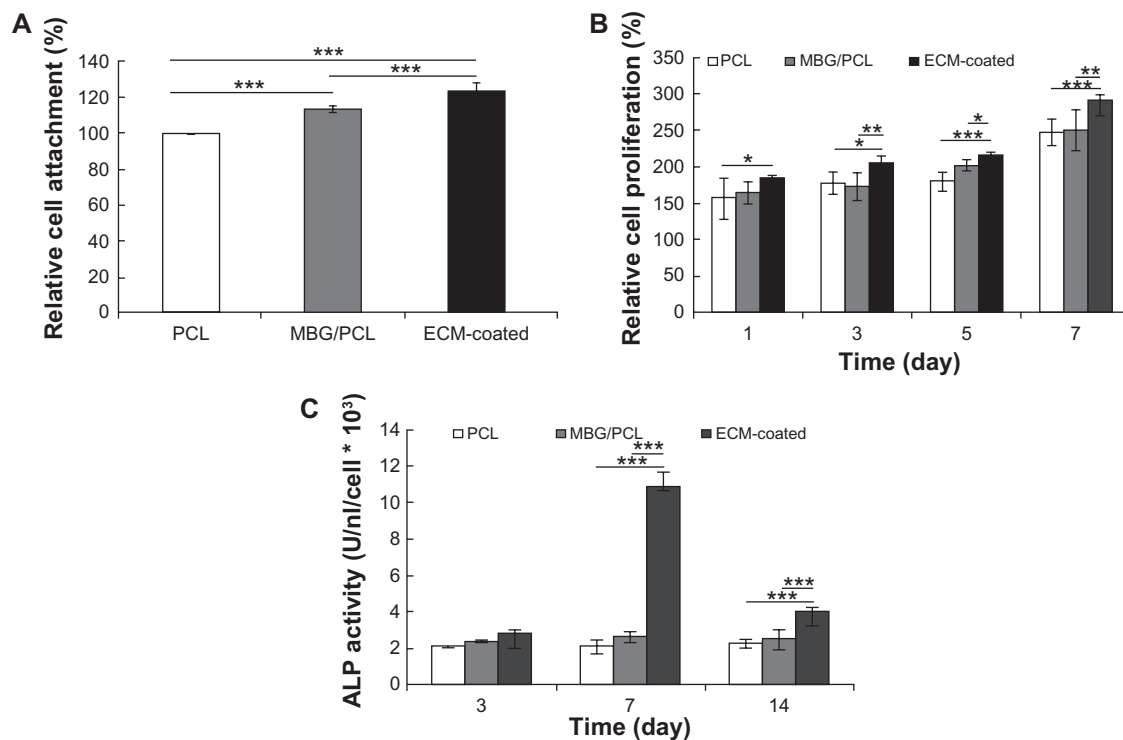 A
Relative cell attachment (%)
140
120
100
80
60
40
20
0
***
***
***
PCL MBG/PCL ECM-coated
B
Relative cell proliferation (%)
350
300
250
200
150
100
50
0
PCL MBG/PCL ECM-coated
*
**
*
*
***
**
***
1 3 5 7
Time (day)
C
ALP activity (U/nl/cell * 10³)
14
12
10
8
6
4
2
0
PCL MBG/PCL ECM-coated
***
***
***
***
3 7 14
Time (day)